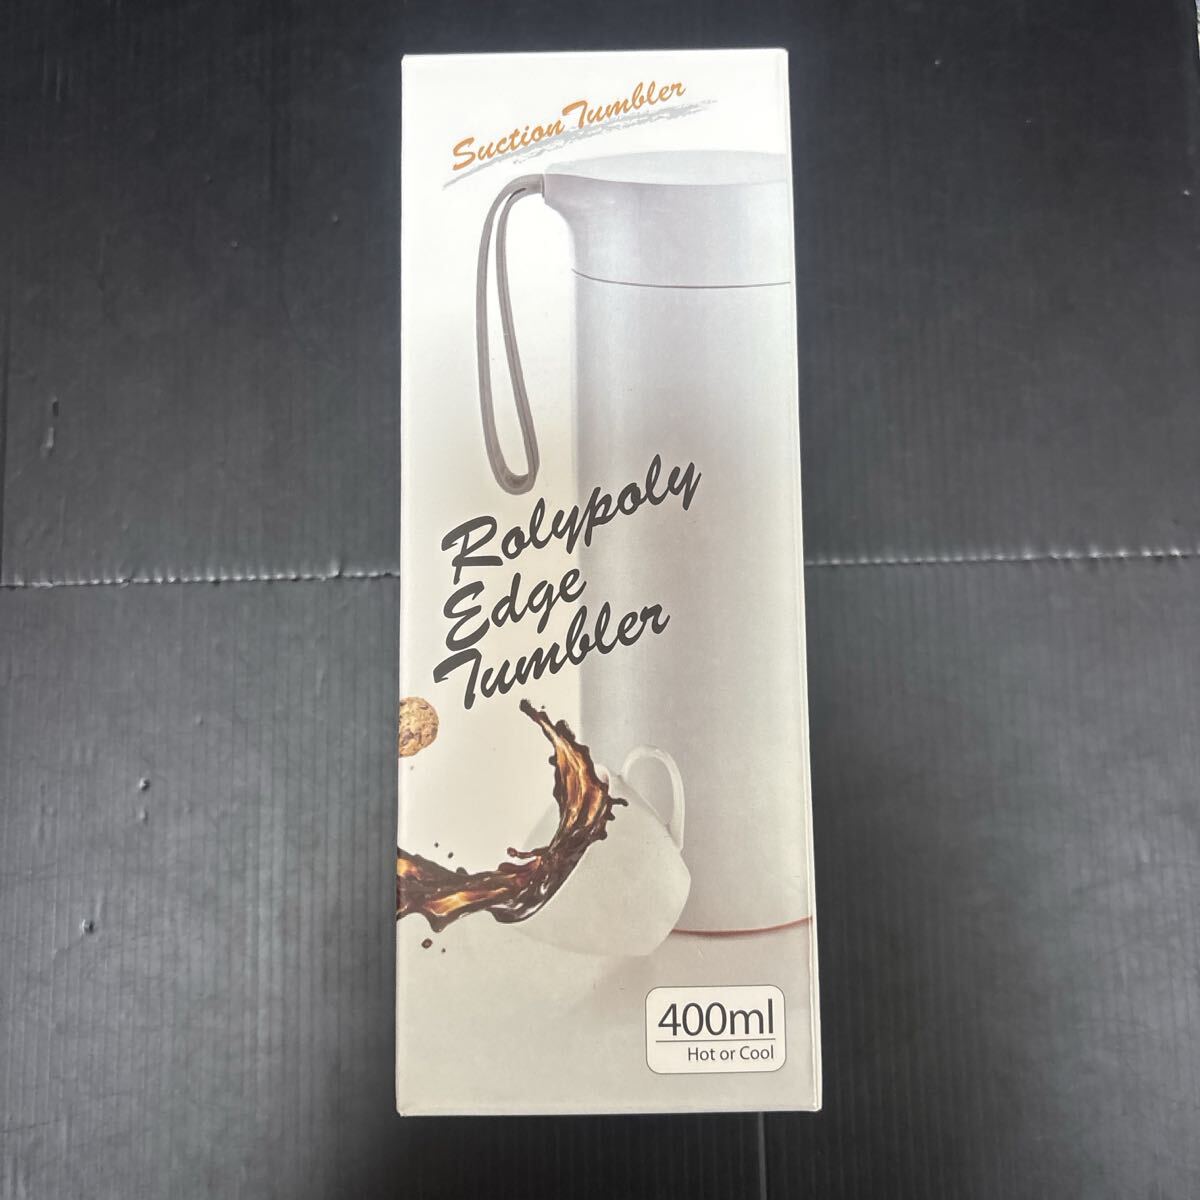 Suction Tumbler
Rolypoly
Edge
Tumbler
400ml
Hot or Cool